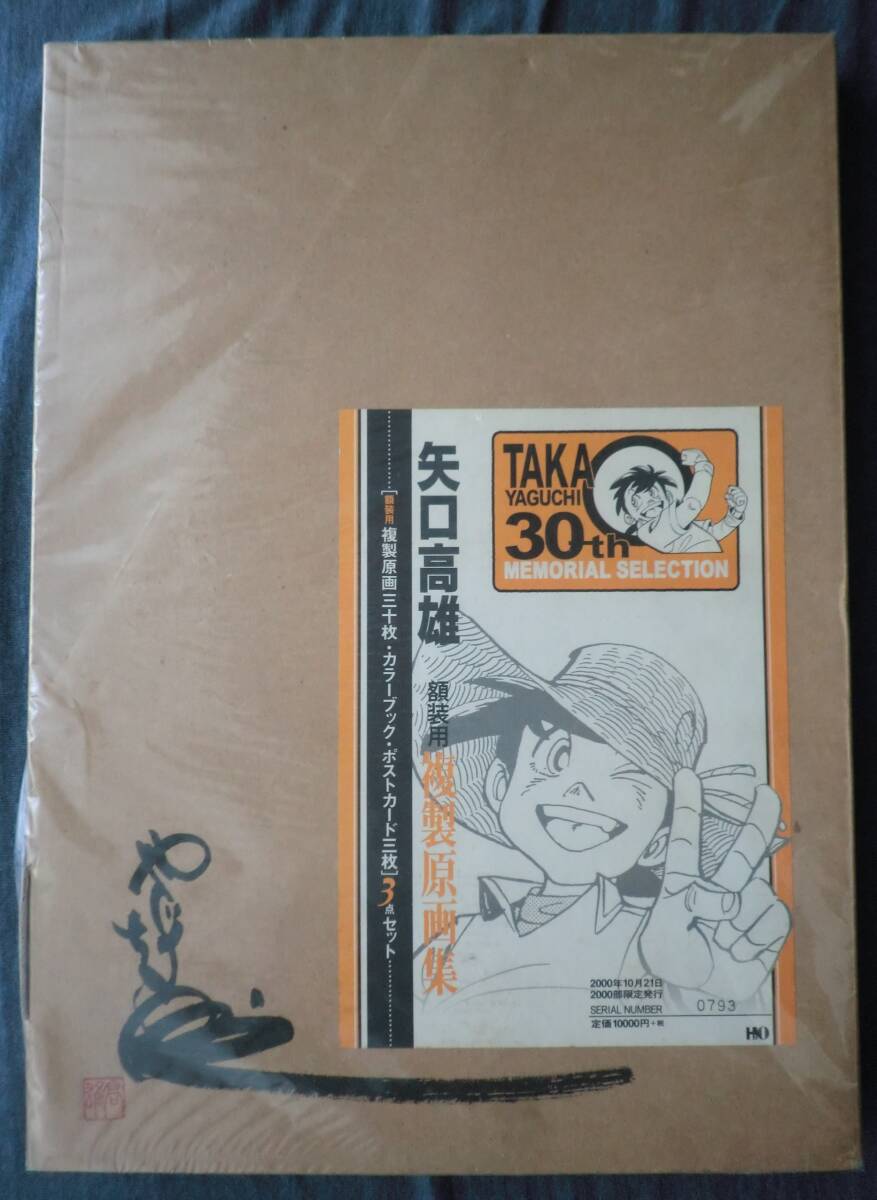 TAKAO
YAGUCHI
30th
MEMORIAL SELECTION
矢口高雄
額装用
複製原画集
[額装用 複製原画三十枚・カラーブック・ポストカード三枚]3点セット
2000年10月21日
2000部限定発行
SERIAL NUMBER 0793
定価10000円+税